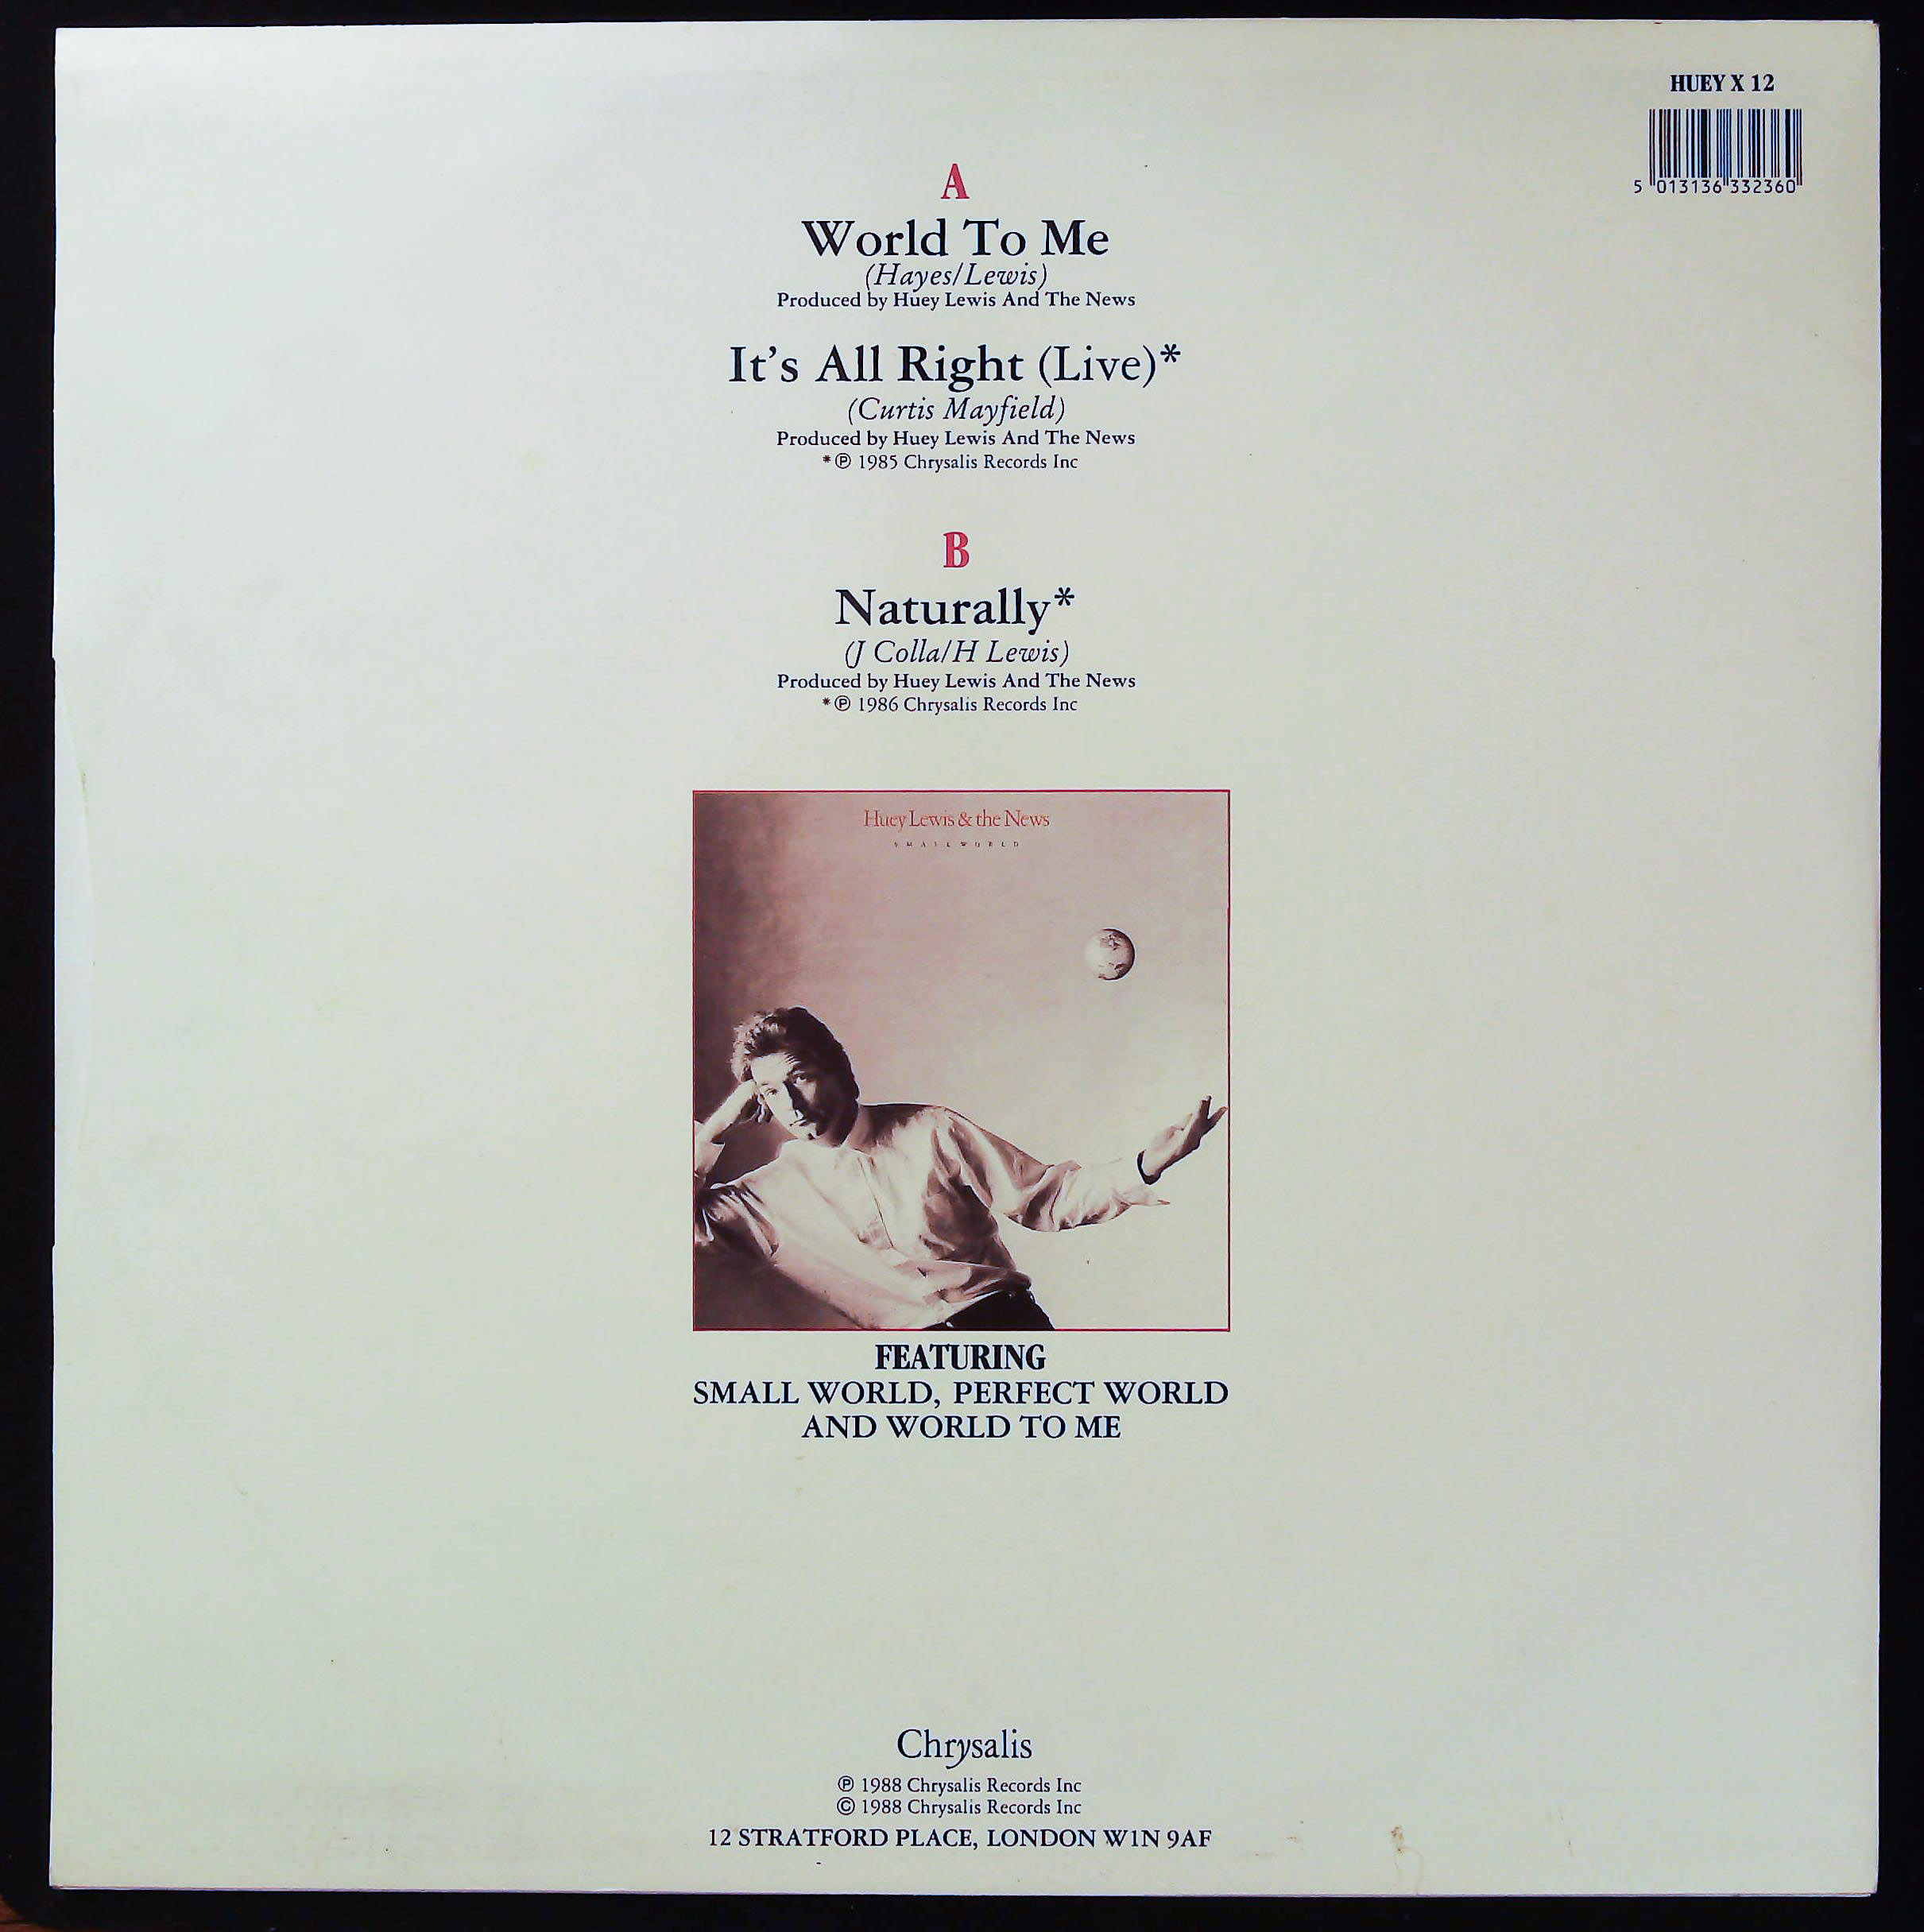 HUEY X 12
5 013136 332360
A
World To Me
(Hayes/Lewis)
Produced by Huey Lewis And The News
It's All Right (Live)*
(Curtis Mayfield)
Produced by Huey Lewis And The News
*℗ 1985 Chrysalis Records Inc
B
Naturally*
(J Colla/H Lewis)
Produced by Huey Lewis And The News
*℗ 1986 Chrysalis Records Inc
Huey Lewis & the News
SMALL WORLD
FEATURING
SMALL WORLD, PERFECT WORLD
AND WORLD TO ME
Chrysalis
℗ 1988 Chrysalis Records Inc
© 1988 Chrysalis Records Inc
12 STRATFORD PLACE, LONDON W1N 9AF